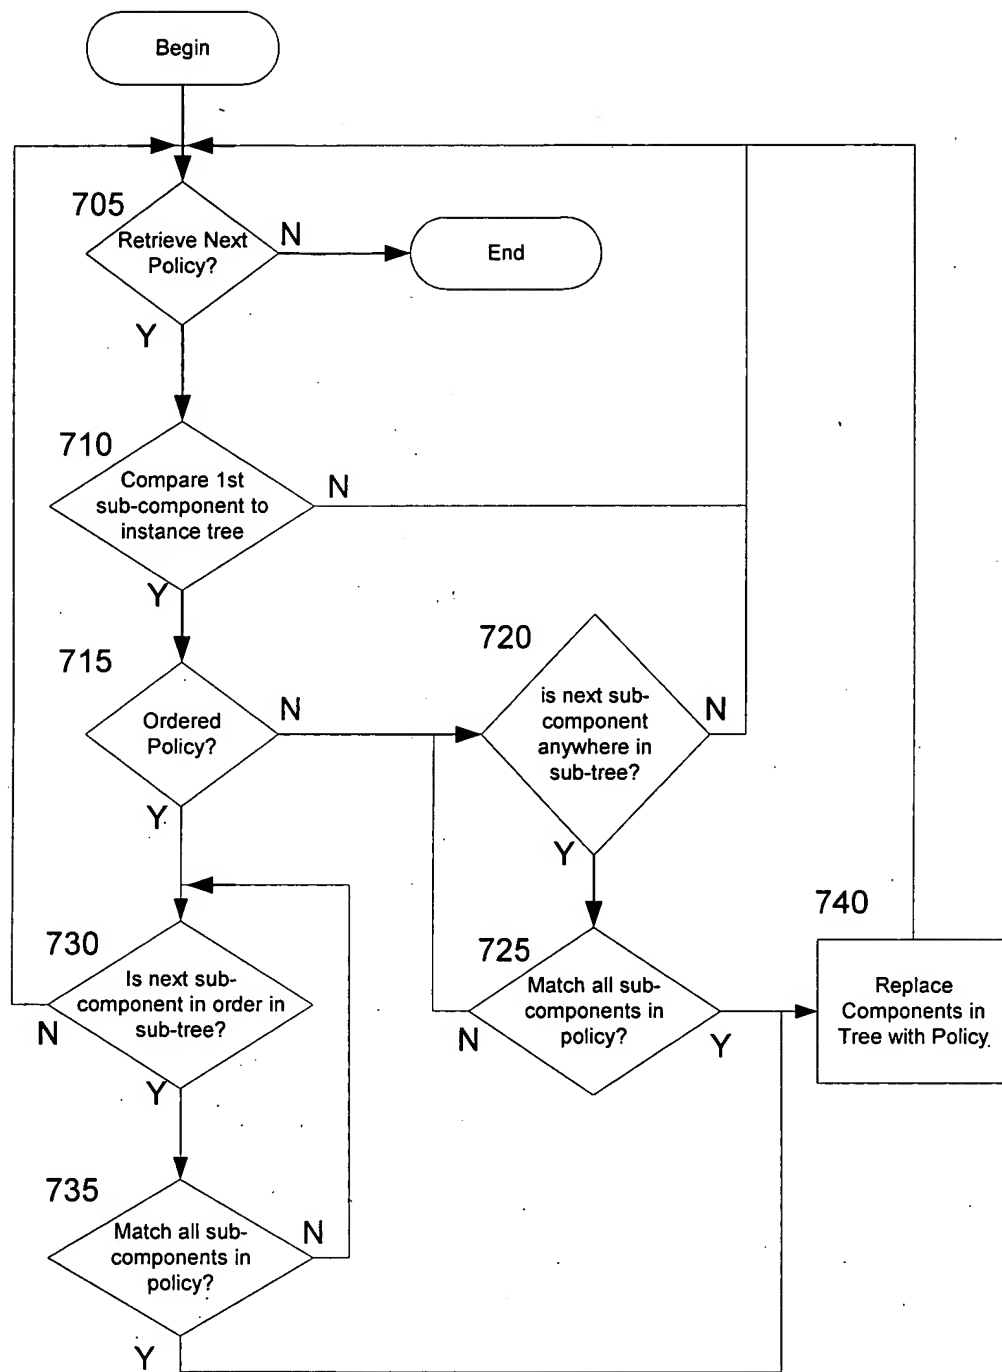 Begin
705
Retrieve Next
Policy?
N
End
Y
710
Compare 1st
sub-component to
instance tree
N
Y
715
Ordered
Policy?
N
Y
720
is next sub-
component
anywhere in
sub-tree?
N
Y
730
Is next sub-
component in order in
sub-tree?
N
Y
725
Match all sub-
components in
policy?
N
Y
740
Replace
Components in
Tree with Policy
735
Match all sub-
components in
policy?
N
Y